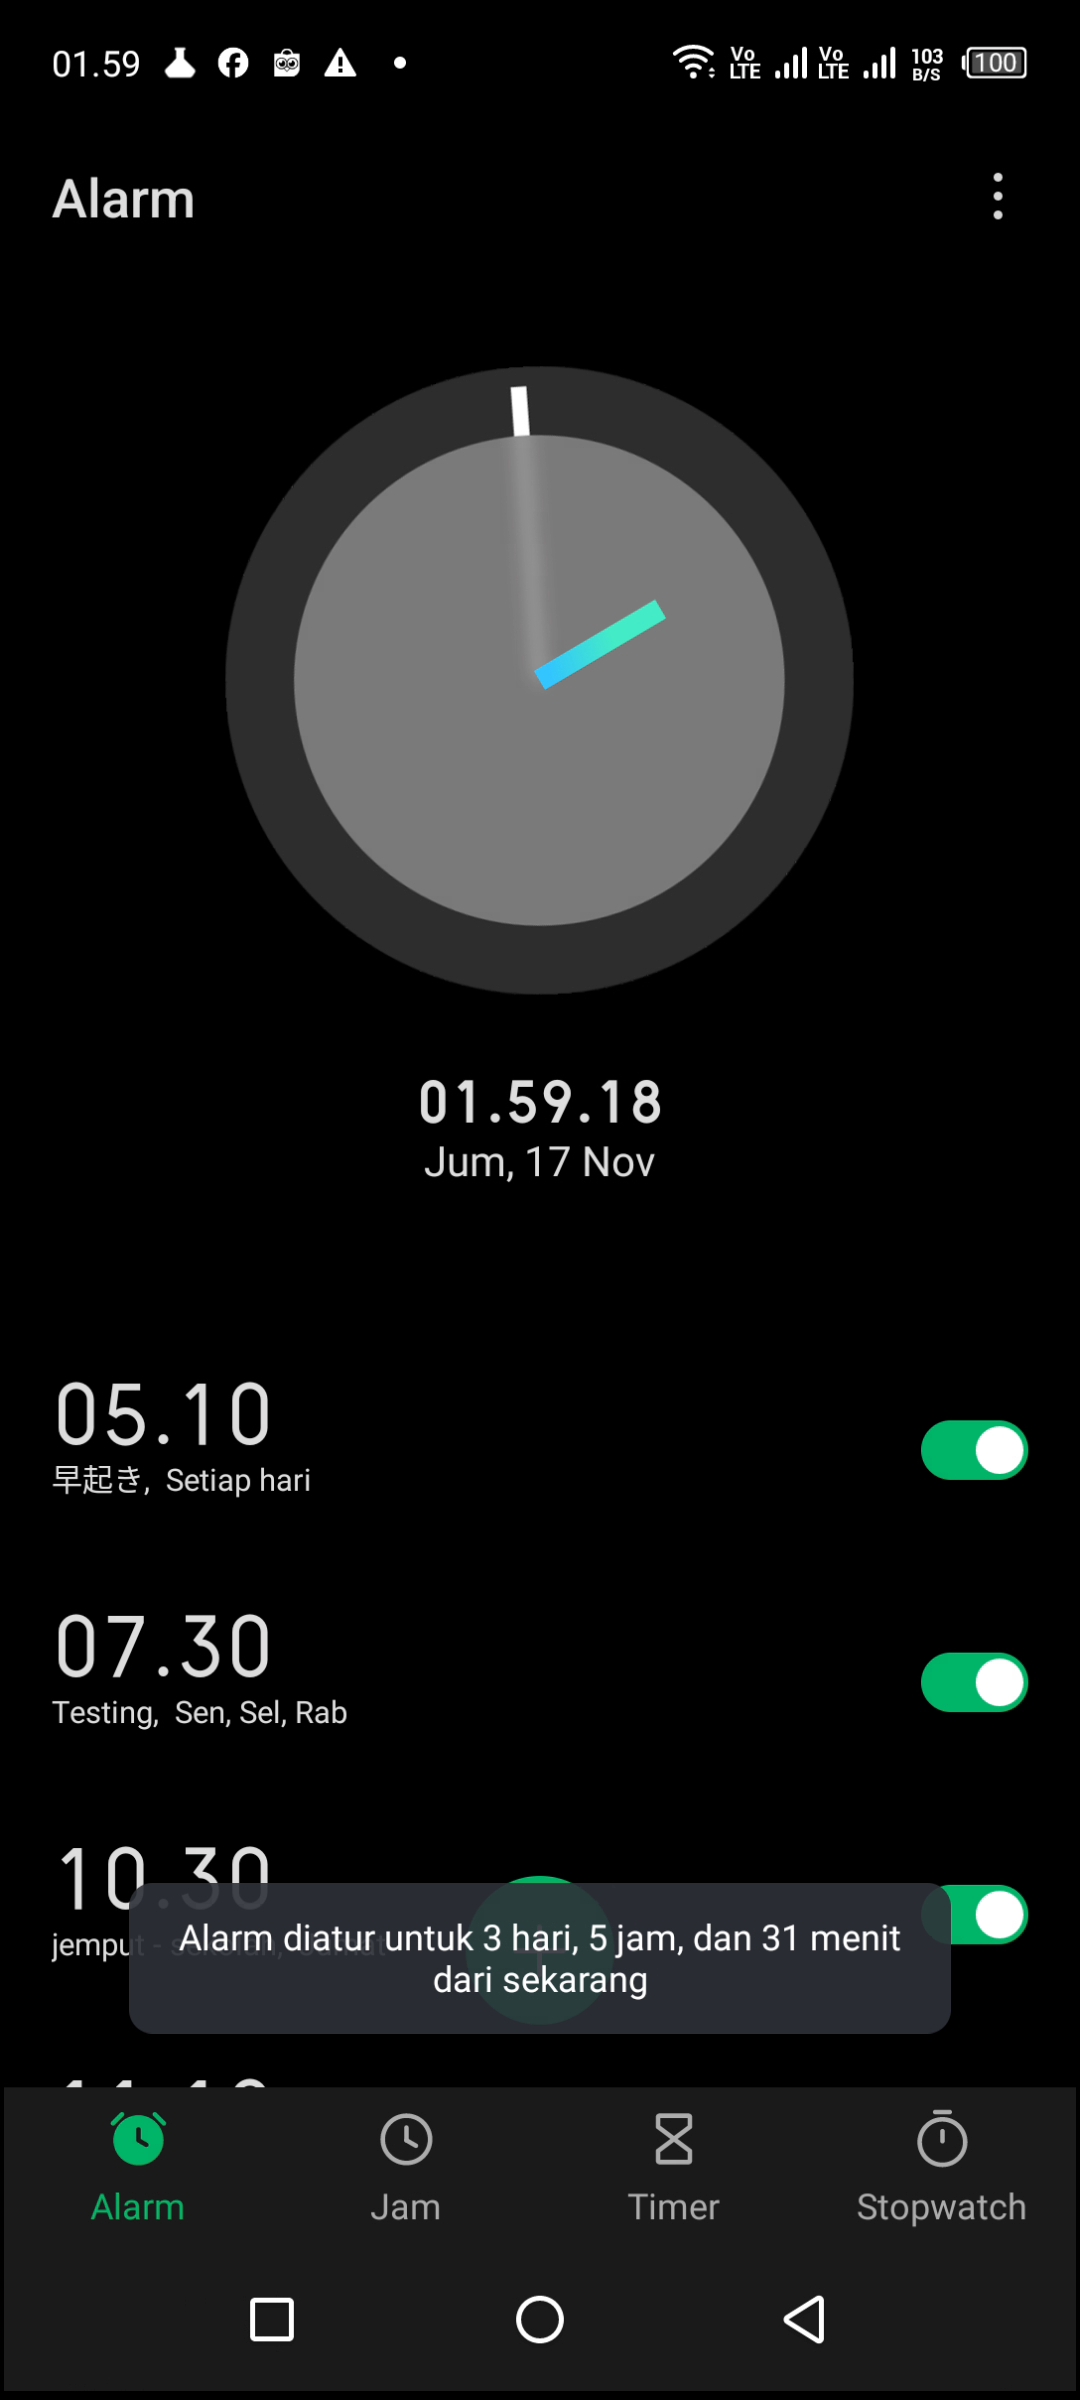 01.59
Vo LTE Vo LTE 103 B/S 100
Alarm
01.59.18
Jum, 17 Nov
05.10
早起き, Setiap hari
07.30
Testing, Sen, Sel, Rab
10.30
jemput -
Alarm diatur untuk 3 hari, 5 jam, dan 31 menit
dari sekarang
Alarm
Jam
Timer
Stopwatch